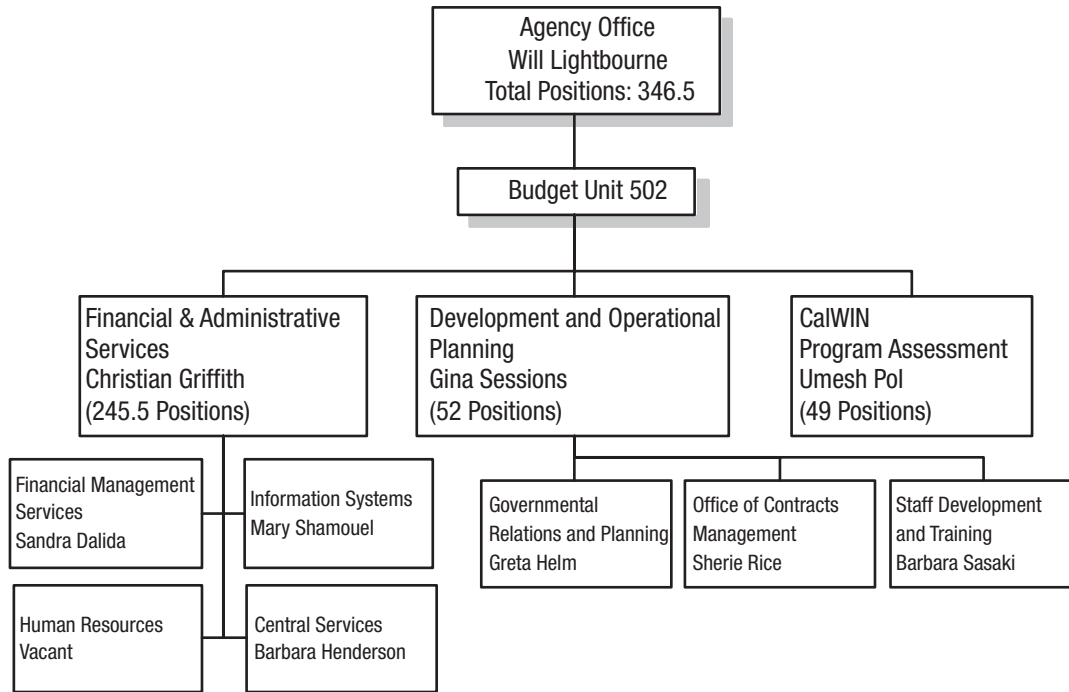 Agency Office
Will Lightbourne
Total Positions: 346.5
Budget Unit 502
Financial & Administrative
Services
Christian Griffith
(245.5 Positions)
Development and Operational
Planning
Gina Sessions
(52 Positions)
CalWIN
Program Assessment
Umesh Pol
(49 Positions)
Financial Management
Services
Sandra Dalida
Information Systems
Mary Shamouel
Governmental
Relations and Planning
Greta Helm
Office of Contracts
Management
Sherie Rice
Staff Development
and Training
Barbara Sasaki
Human Resources
Vacant
Central Services
Barbara Henderson